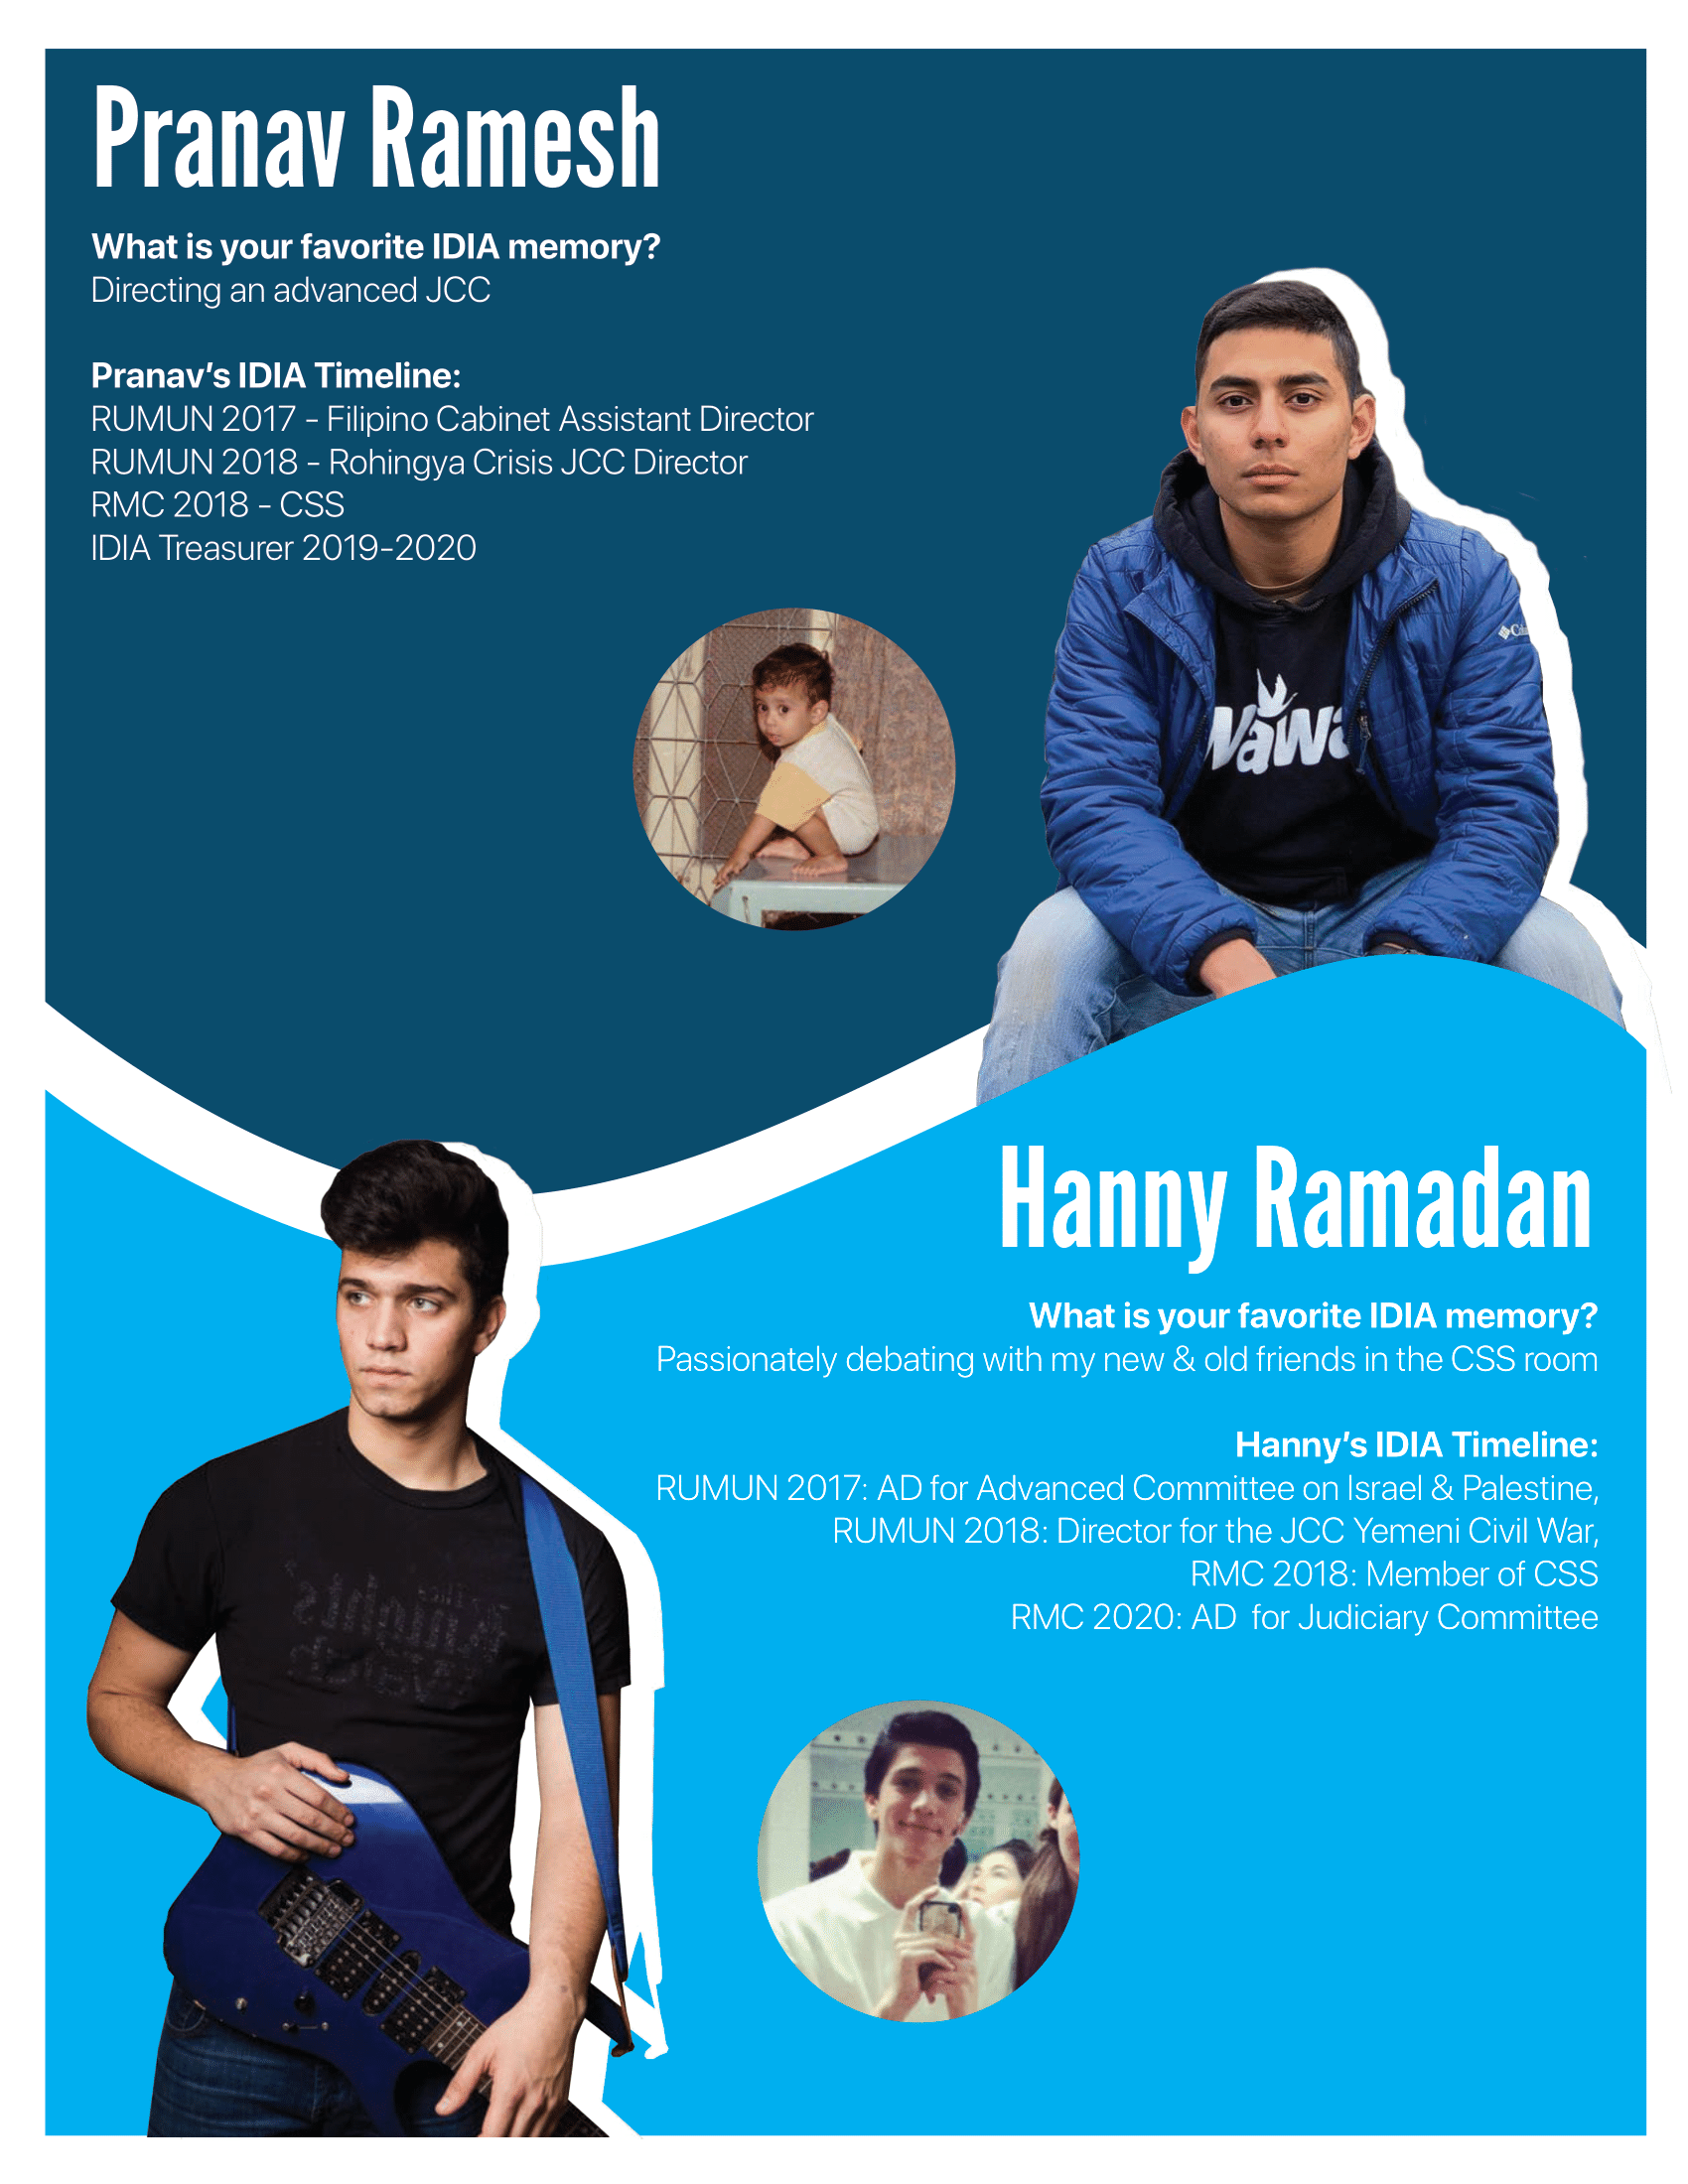 Pranav Ramesh
What is your favorite IDIA memory?
Directing an advanced JCC
Pranav’s IDIA Timeline:
RUMUN 2017 - Filipino Cabinet Assistant Director
RUMUN 2018 - Rohingya Crisis JCC Director
RMC 2018 - CSS
IDIA Treasurer 2019-2020
Wawa
Hanny Ramadan
What is your favorite IDIA memory?
Passionately debating with my new & old friends in the CSS room
Hanny’s IDIA Timeline:
RUMUN 2017: AD for Advanced Committee on Israel & Palestine,
RUMUN 2018: Director for the JCC Yemeni Civil War,
RMC 2018: Member of CSS
RMC 2020: AD  for Judiciary Committee